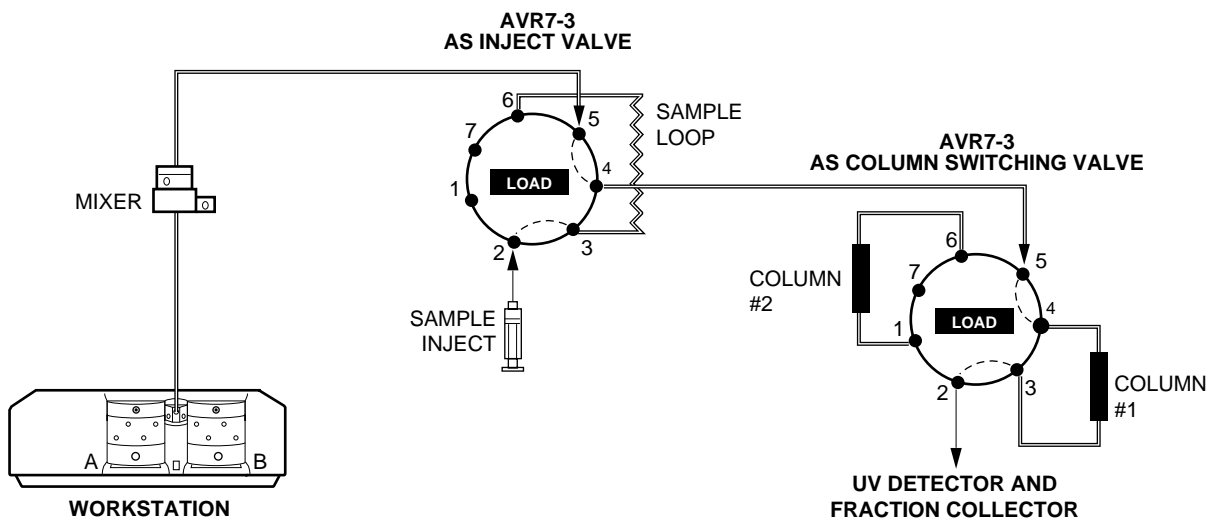 AVR7-3
AS INJECT VALVE
6
5
7
4
1
LOAD
3
2
SAMPLE
LOOP
MIXER
SAMPLE
INJECT
AVR7-3
AS COLUMN SWITCHING VALVE
6
5
7
4
1
LOAD
3
2
COLUMN
#2
COLUMN
#1
A
B
WORKSTATION
UV DETECTOR AND
FRACTION COLLECTOR